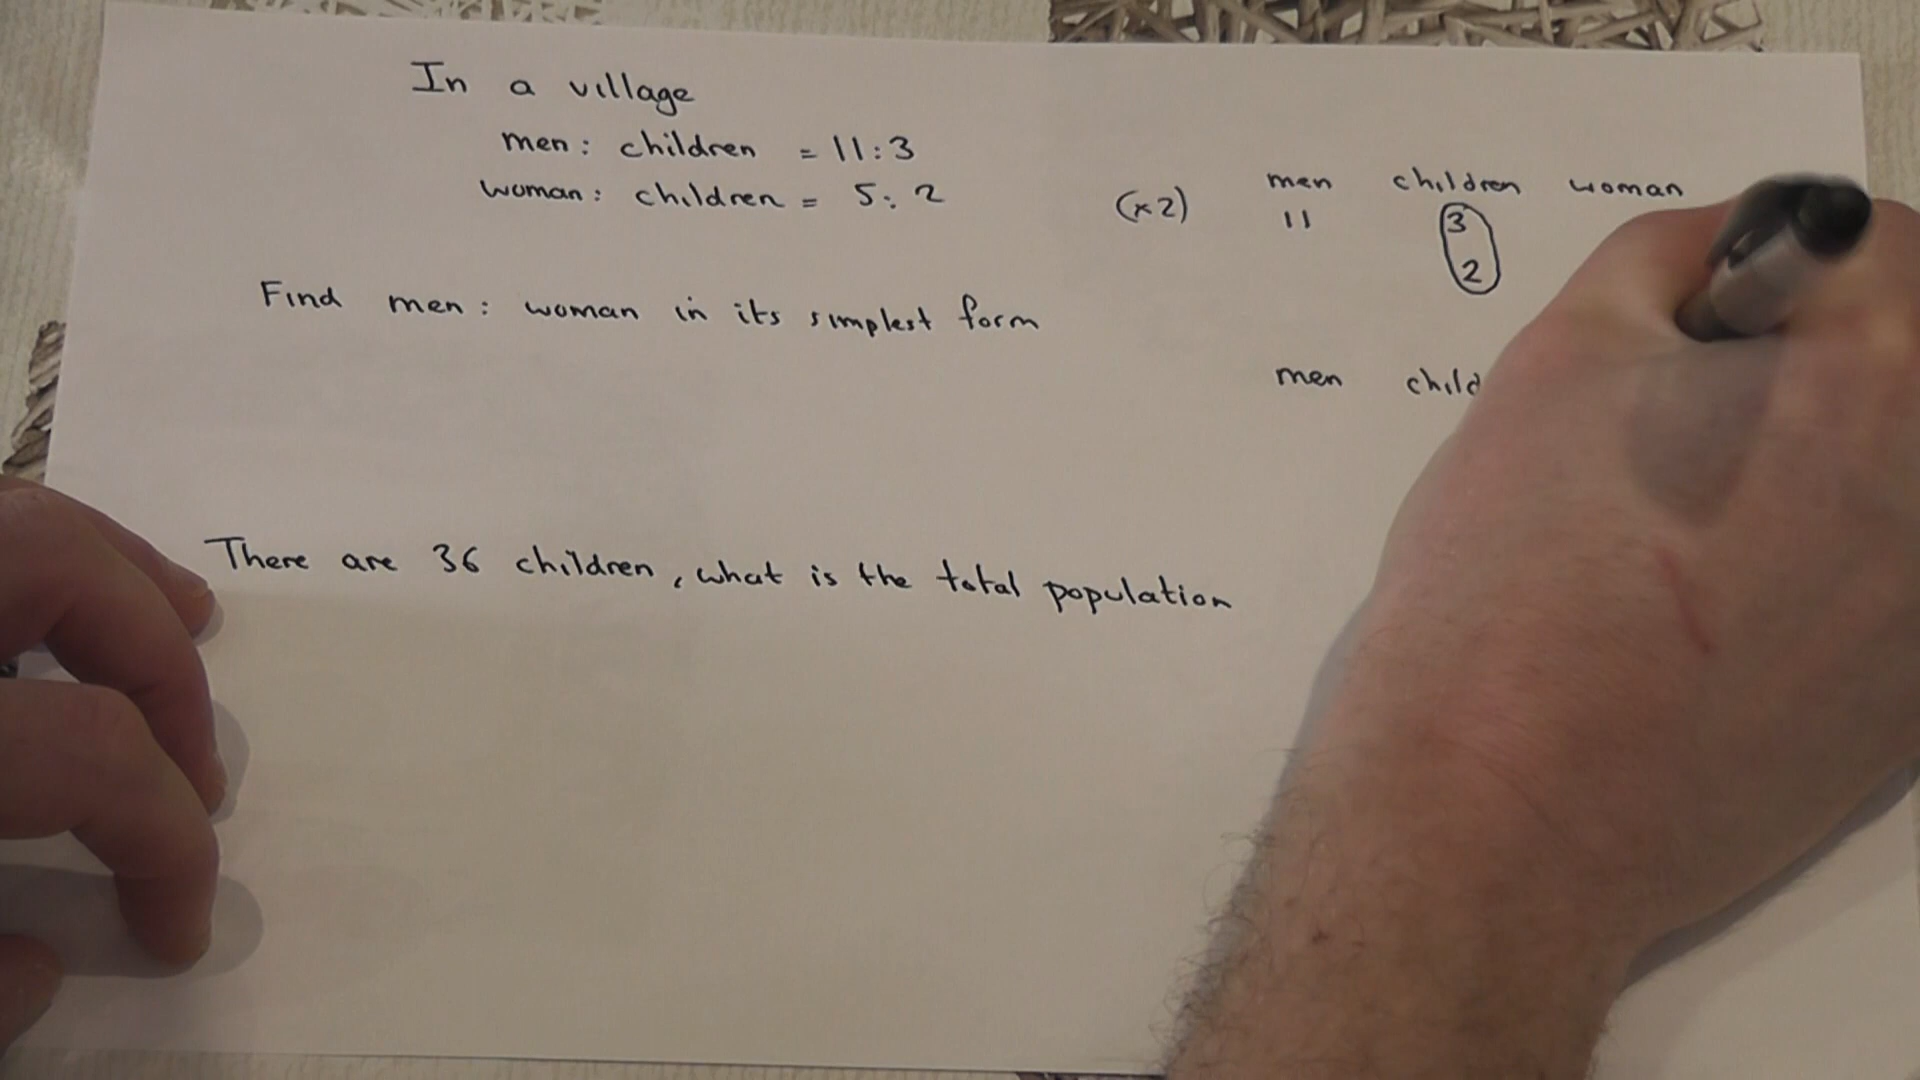 In a village
men : children = 11 : 3
woman : children = 5 : 2
Find men : woman in its simplest form
There are 36 children, what is the total population
men children woman
(×2) 11 3
2
men